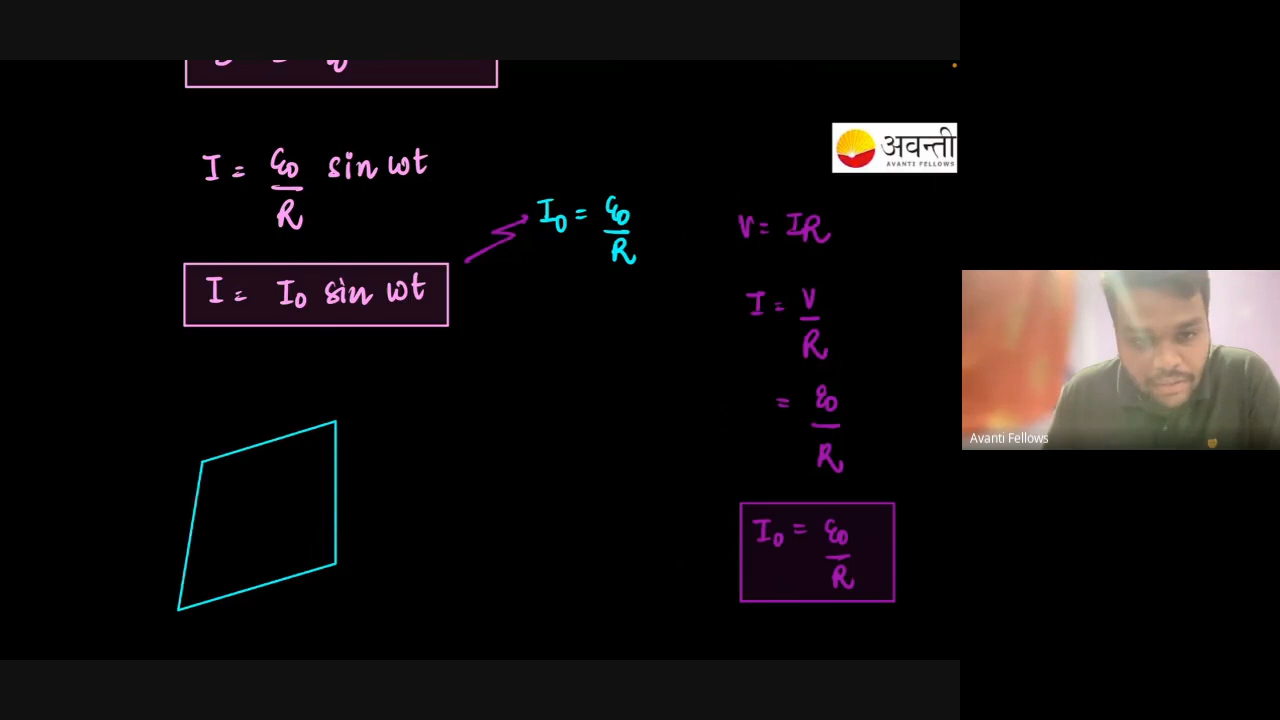 I = ε0/R sin ωt
I0 = ε0/R
I = I0 sin ωt
अवन्ती
AVANTI FELLOWS
V = IR
I = V/R
= ε0/R
I0 = ε0/R
Avanti Fellows